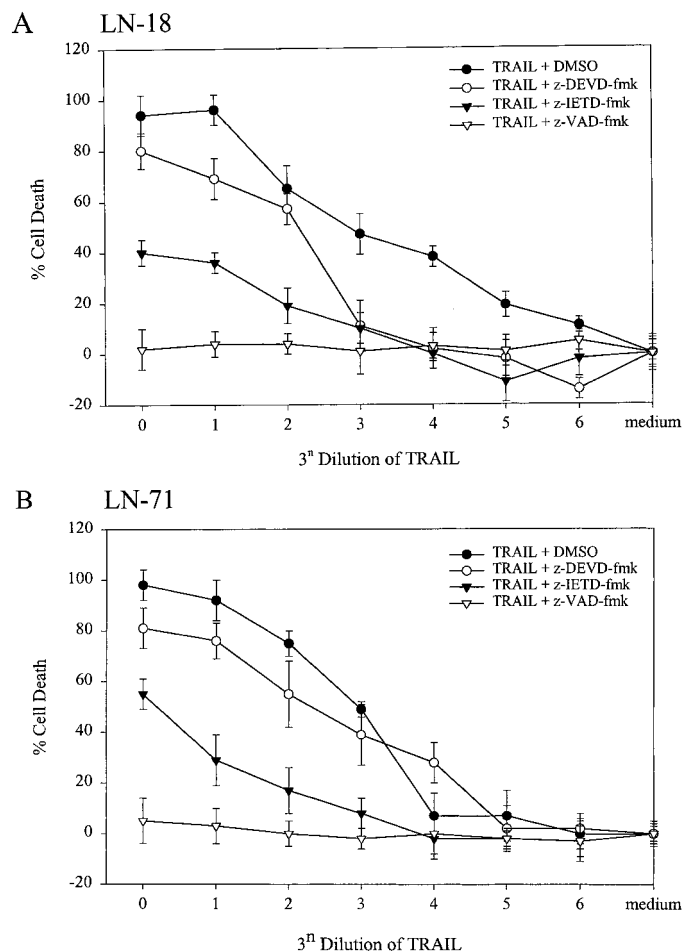 A LN-18
120
100
80
60
40
20
0
-20
% Cell Death
TRAIL + DMSO
TRAIL + z-DEVD-fmk
TRAIL + z-IETD-fmk
TRAIL + z-VAD-fmk
0 1 2 3 4 5 6 medium
3ⁿ Dilution of TRAIL
B LN-71
120
100
80
60
40
20
0
-20
% Cell Death
TRAIL + DMSO
TRAIL + z-DEVD-fmk
TRAIL + z-IETD-fmk
TRAIL + z-VAD-fmk
0 1 2 3 4 5 6 medium
3ⁿ Dilution of TRAIL